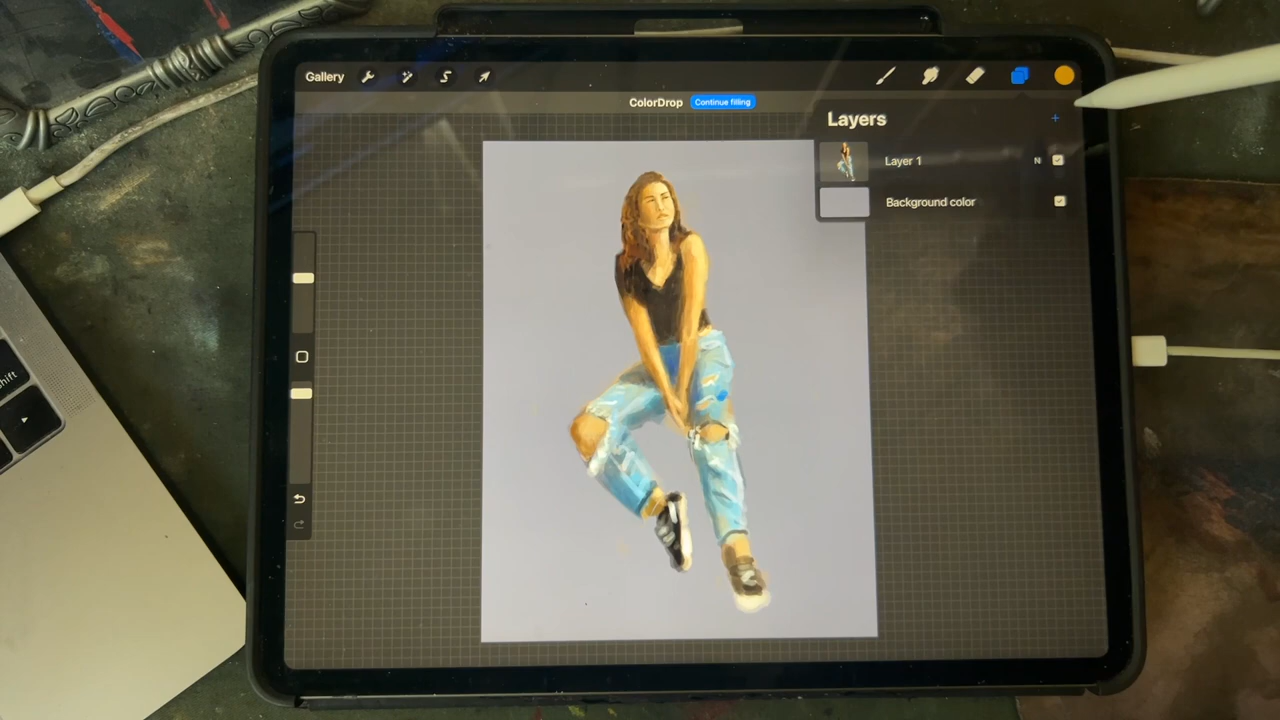 Gallery
ColorDrop Continue filling
Layers
Layer 1 N
Background color
shift